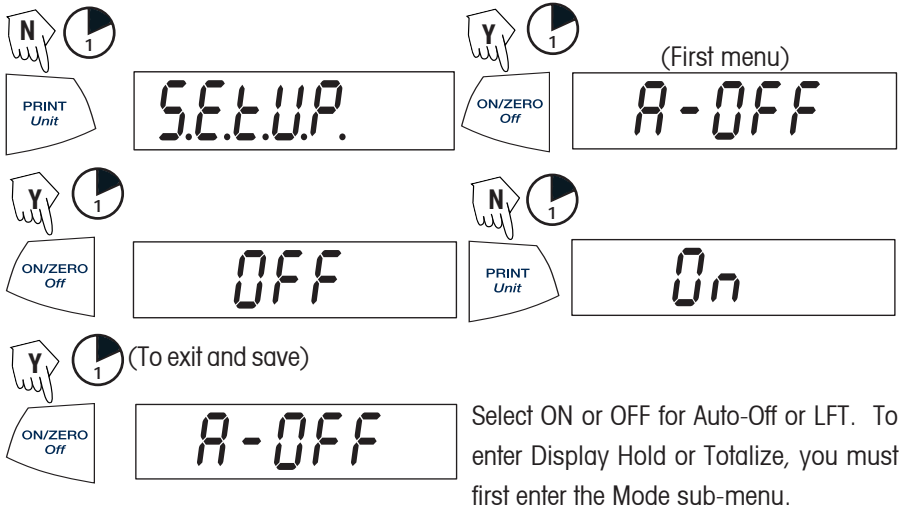 N
1
PRINT
Unit
S.E.t.U.P.
Y
1
(First menu)
ON/ZERO
Off
A-OFF
Y
1
ON/ZERO
Off
OFF
N
1
PRINT
Unit
On
Y
1
(To exit and save)
ON/ZERO
Off
A-OFF
Select ON or OFF for Auto-Off or LFT. To
enter Display Hold or Totalize, you must
first enter the Mode sub-menu.